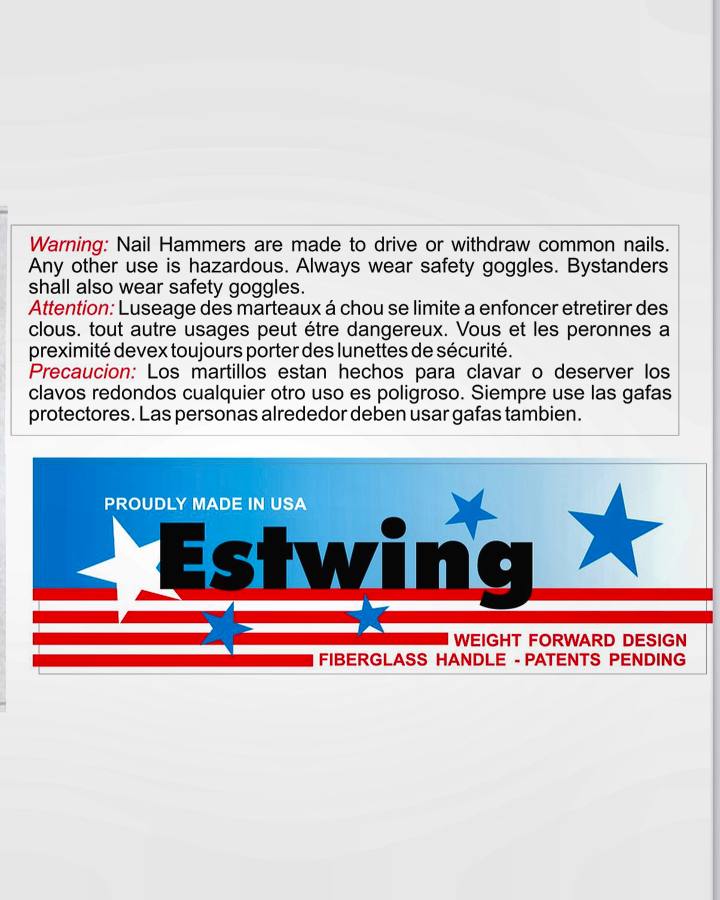 Warning: Nail Hammers are made to drive or withdraw common nails.
Any other use is hazardous. Always wear safety goggles. Bystanders
shall also wear safety goggles.
Attention: Luseage des marteaux á chou se limite a enfoncer etretirer des
clous. tout autre usages peut étre dangereux. Vous et les peronnes a
preximité devex toujours porter des lunettes de sécurité.
Precaucion: Los martillos estan hechos para clavar o deserver los
clavos redondos cualquier otro uso es poligroso. Siempre use las gafas
protectores. Las personas alrededor deben usar gafas tambien.
PROUDLY MADE IN USA
Estwing
WEIGHT FORWARD DESIGN
FIBERGLASS HANDLE - PATENTS PENDING